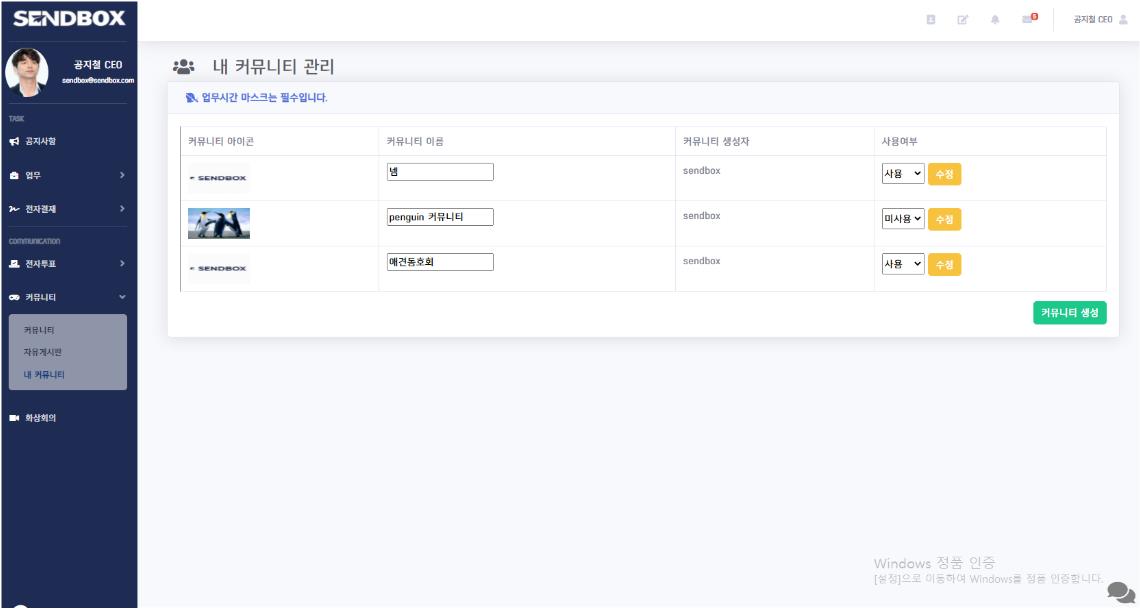 SENDBOX
공지철 CEO
sendbox@sendbox.com
TASK
공지사항
업무
전자결재
COMMUNICATION
전자투표
커뮤니티
커뮤니티
자유게시판
내 커뮤니티
화상회의
5
공지철 CEO
내 커뮤니티 관리
업무시간 마스크는 필수입니다.
커뮤니티 아이콘 커뮤니티 이름 커뮤니티 생성자 사용여부
SENDBOX 넴 sendbox 사용 수정
penguin 커뮤니티 sendbox 미사용 수정
SENDBOX 애견동호회 sendbox 사용 수정
커뮤니티 생성
Windows 정품 인증
[설정]으로 이동하여 Windows를 정품 인증합니다.